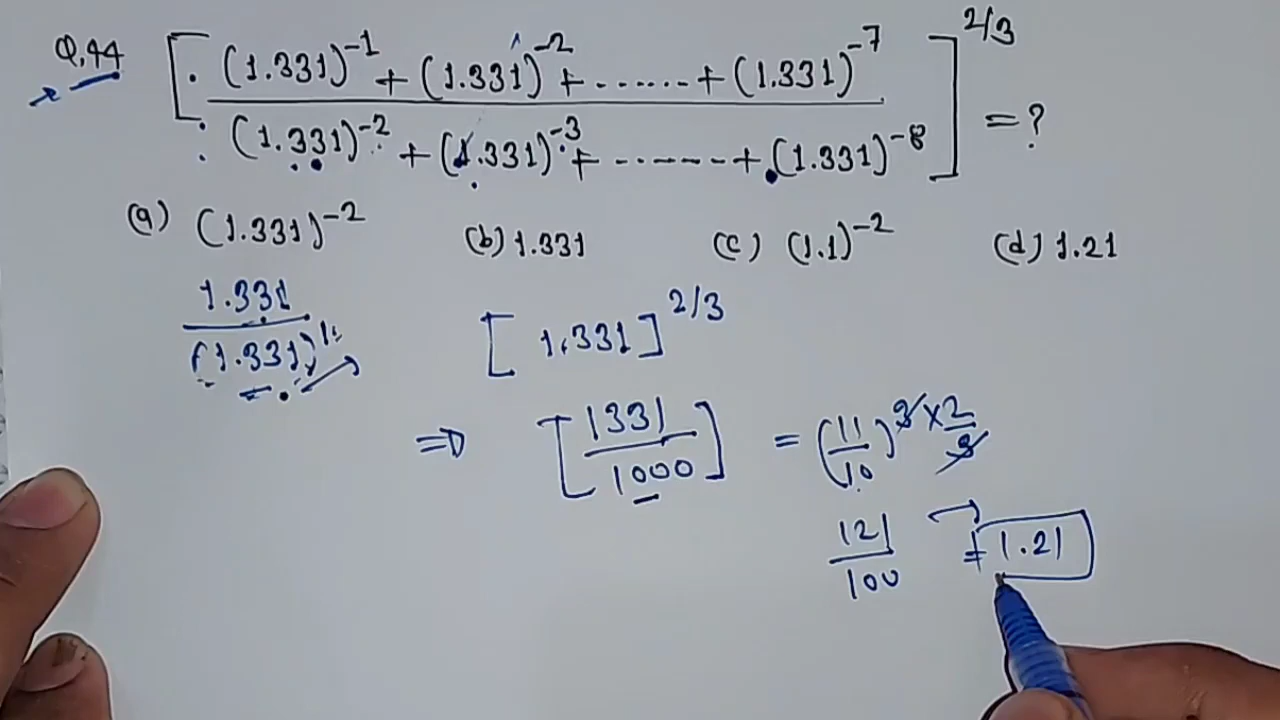 Q.44 [ (1.331)⁻¹ + (1.331)⁻² + ...... + (1.331)⁻⁷ / (1.331)⁻² + (1.331)⁻³ + ------- + (1.331)⁻⁸ ]^2/3 = ?
(a) (1.331)⁻² (b) 1.331 (c) (1.1)⁻² (d) 1.21
1.331 / (1.331) [ 1.331 ]^2/3
⇒ [ 1331 / 1000 ] = (11/10)^3×2/3
121/100 = 1.21